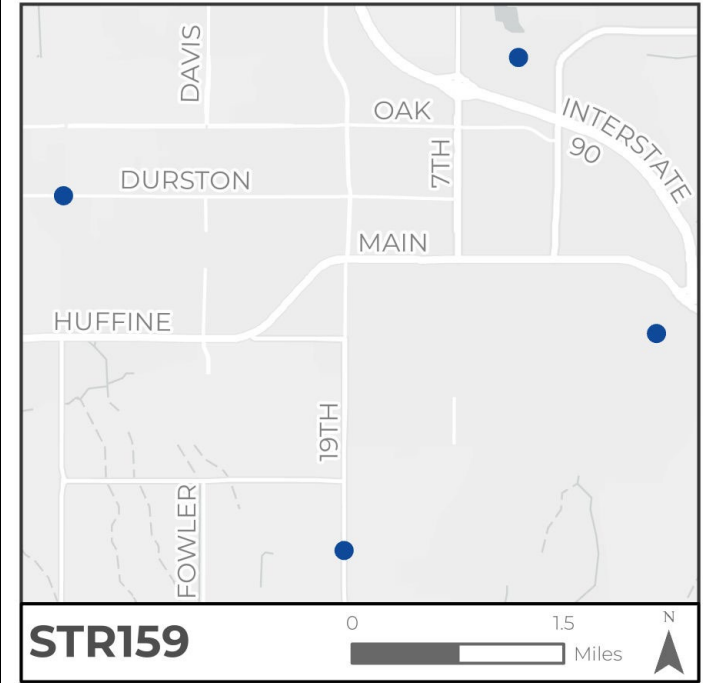 DAVIS
OAK
INTERSTATE
90
7TH
DURSTON
MAIN
HUFFINE
19TH
FOWLER
STR159
0 1.5
Miles
N